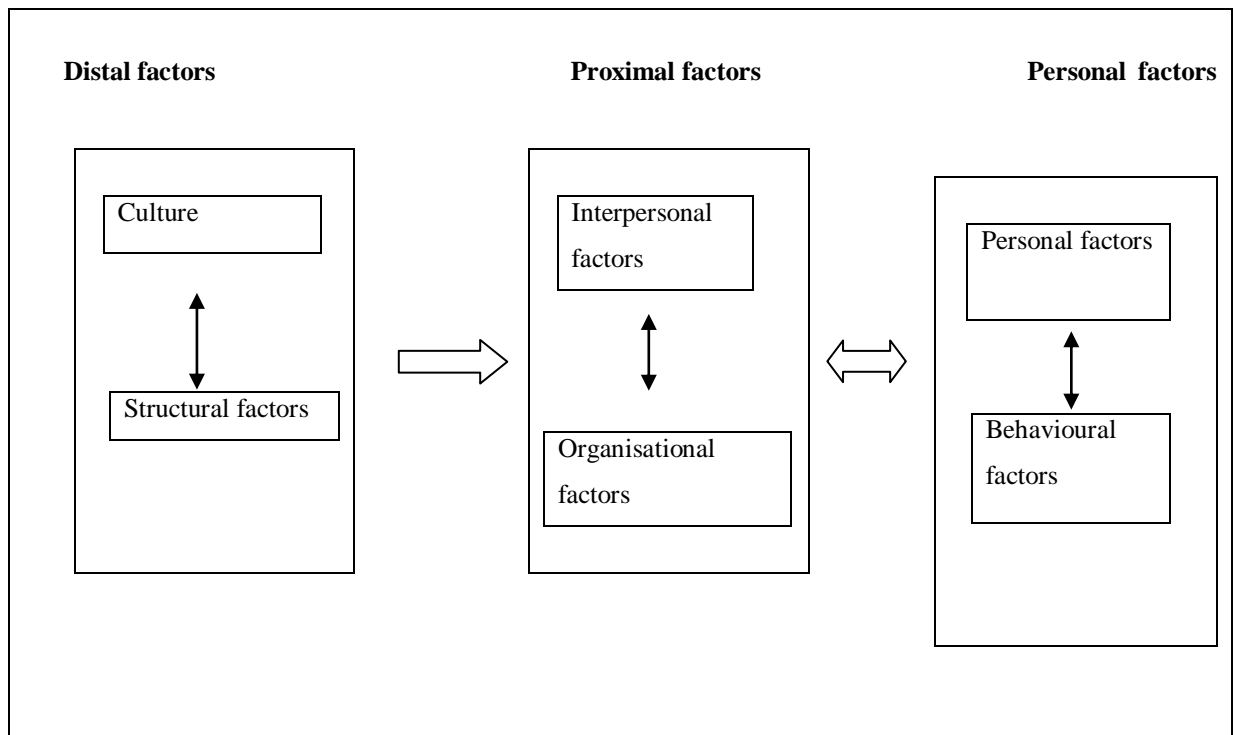 Distal factors
Proximal factors
Personal factors
Culture
Structural factors
Interpersonal
factors
Organisational
factors
Personal factors
Behavioural
factors